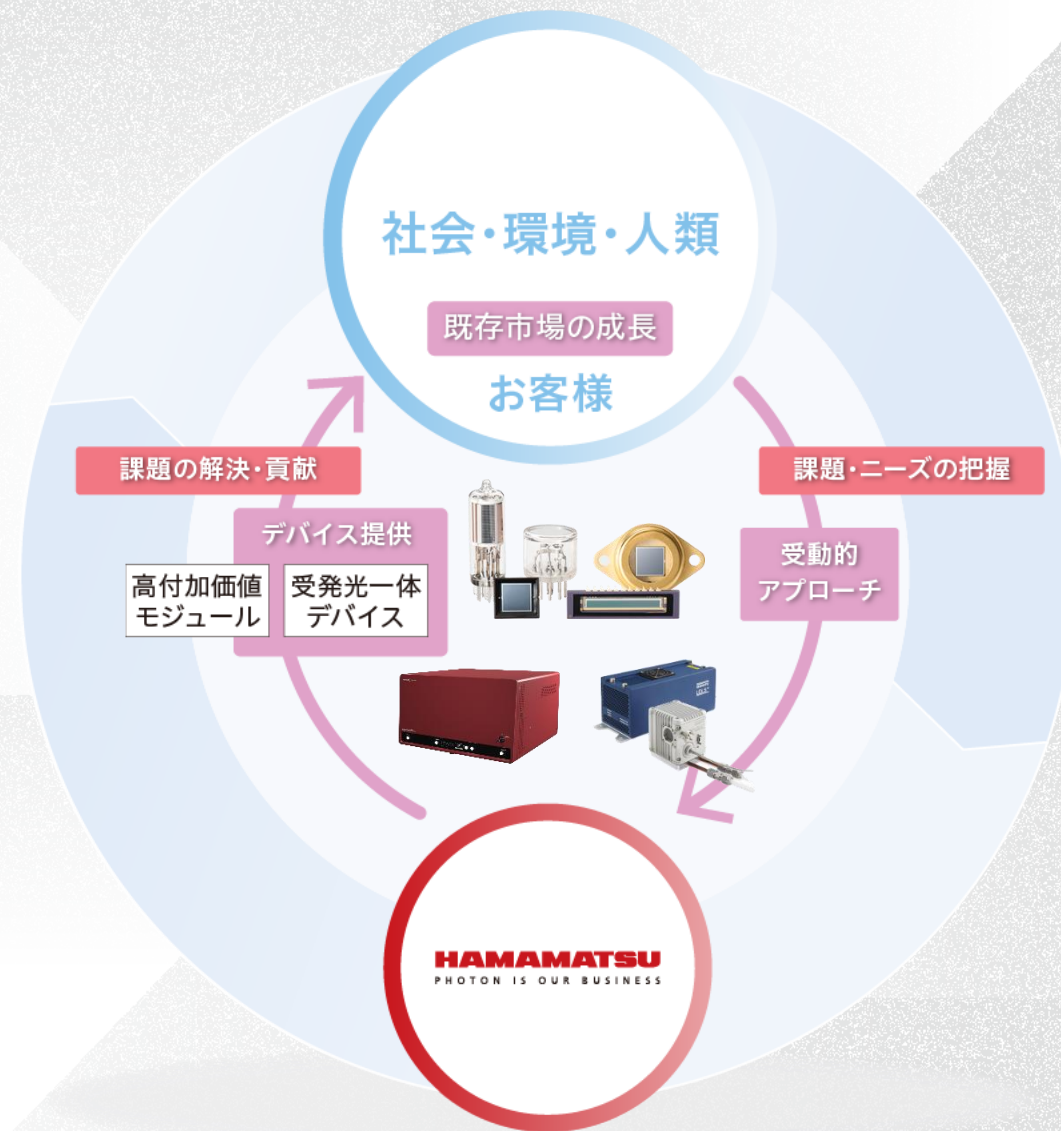 社会・環境・人類
既存市場の成長
お客様
課題の解決・貢献
課題・ニーズの把握
デバイス提供
高付加価値
モジュール
受発光一体
デバイス
受動的
アプローチ
HAMAMATSU
PHOTON IS OUR BUSINESS